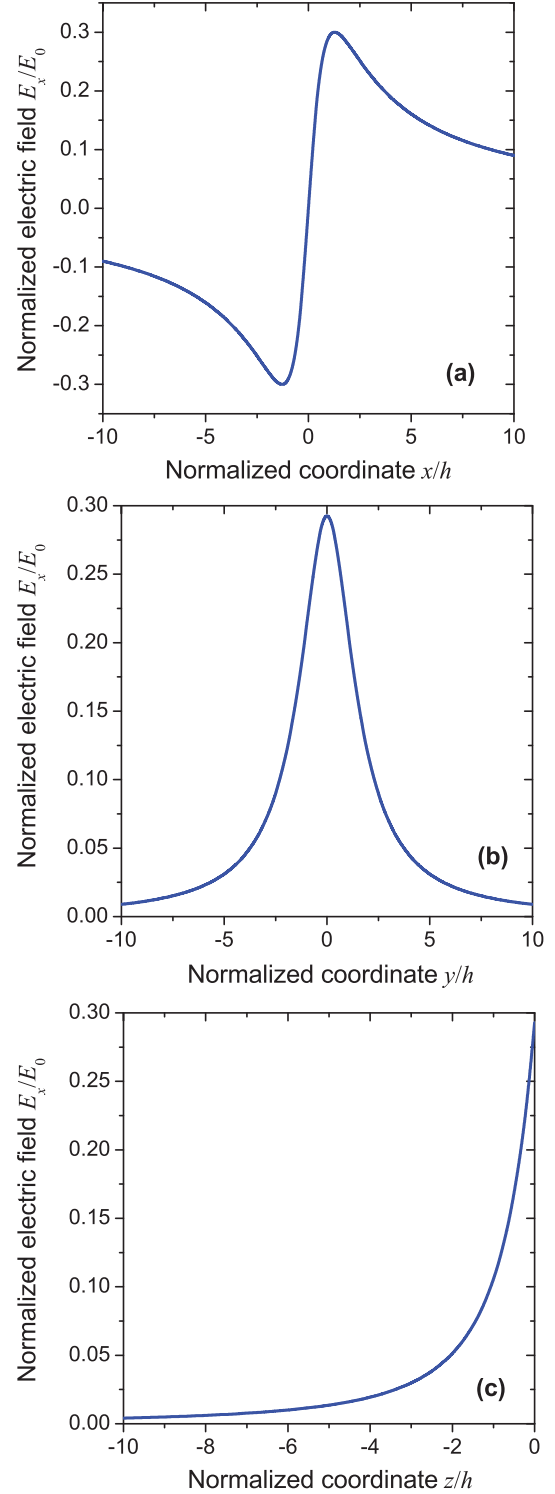 Normalized electric field E_x/E_0
0.3
0.2
0.1
0.0
-0.1
-0.2
-0.3
(a)
-10 -5 0 5 10
Normalized coordinate x/h
Normalized electric field E_x/E_0
0.30
0.25
0.20
0.15
0.10
0.05
0.00
(b)
-10 -5 0 5 10
Normalized coordinate y/h
Normalized electric field E_x/E_0
0.30
0.25
0.20
0.15
0.10
0.05
0.00
(c)
-10 -8 -6 -4 -2 0
Normalized coordinate z/h